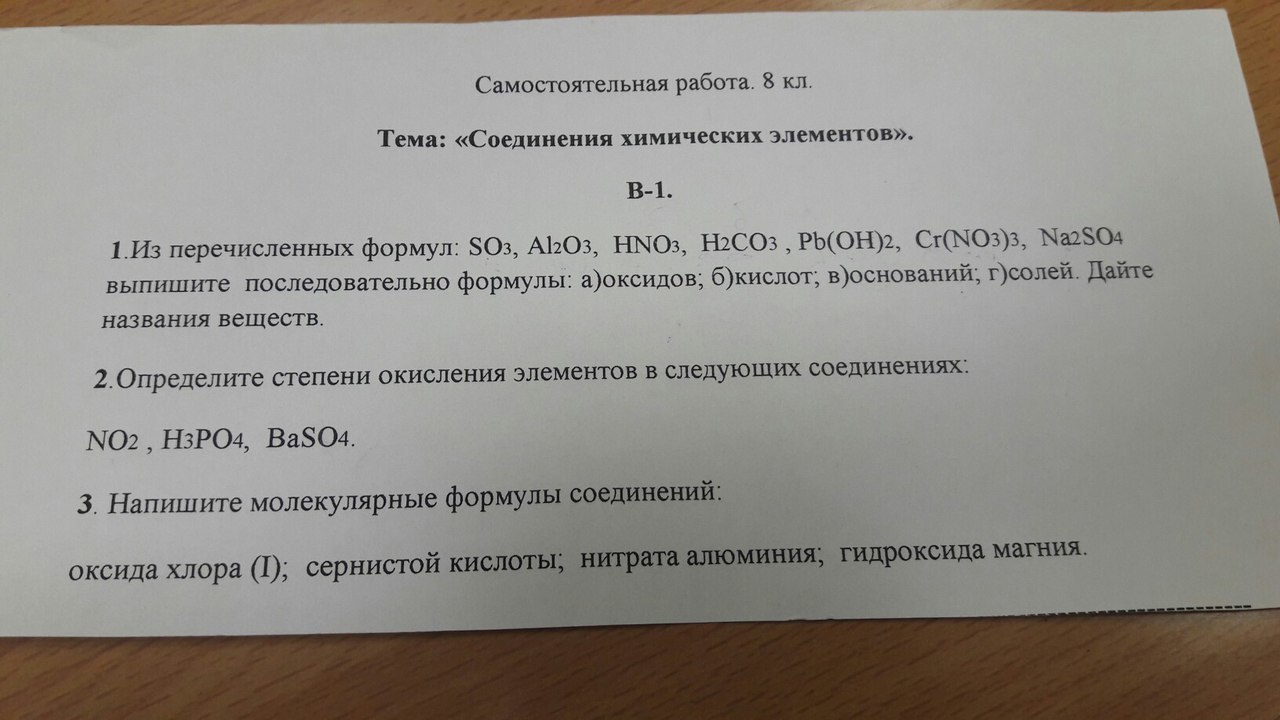 Самостоятельная работа. 8 кл.
Тема: «Соединения химических элементов».
В-1.
1.Из перечисленных формул: SO3, Al2O3, HNO3, H2CO3 , Pb(OH)2, Cr(NO3)3, Na2SO4
выпишите последовательно формулы: а)оксидов; б)кислот; в)оснований; г)солей. Дайте
названия веществ.
2.Определите степени окисления элементов в следующих соединениях:
NO2 , H3PO4, BaSO4.
3. Напишите молекулярные формулы соединений:
оксида хлора (I); сернистой кислоты; нитрата алюминия; гидроксида магния.